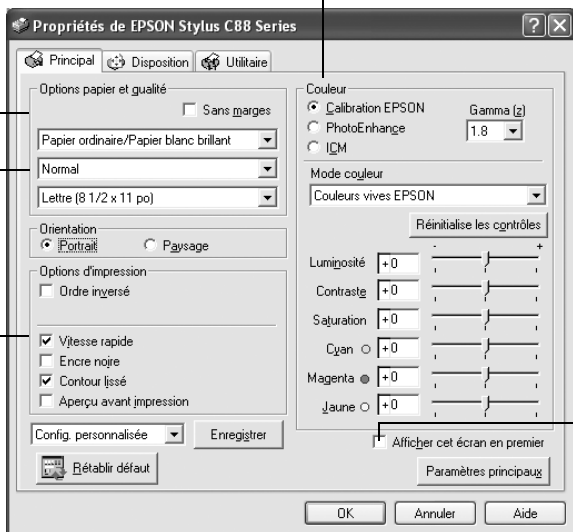 Propriétés de EPSON Stylus C88 Series
Principal
Disposition
Utilitaire
Options papier et qualité
Sans marges
Papier ordinaire/Papier blanc brillant
Normal
Lettre (8 1/2 x 11 po)
Orientation
Portrait
Paysage
Options d'impression
Ordre inversé
Vitesse rapide
Encre noire
Contour lissé
Aperçu avant impression
Config. personnalisée
Enregistrer
Rétablir défaut
Couleur
Calibration EPSON
PhotoEnhance
ICM
Gamma (z)
1.8
Mode couleur
Couleurs vives EPSON
Réinitialise les contrôles
- +
Luminosité +0
Contraste +0
Saturation +0
Cyan +0
Magenta +0
Jaune +0
Afficher cet écran en premier
Paramètres principaux
OK
Annuler
Aide